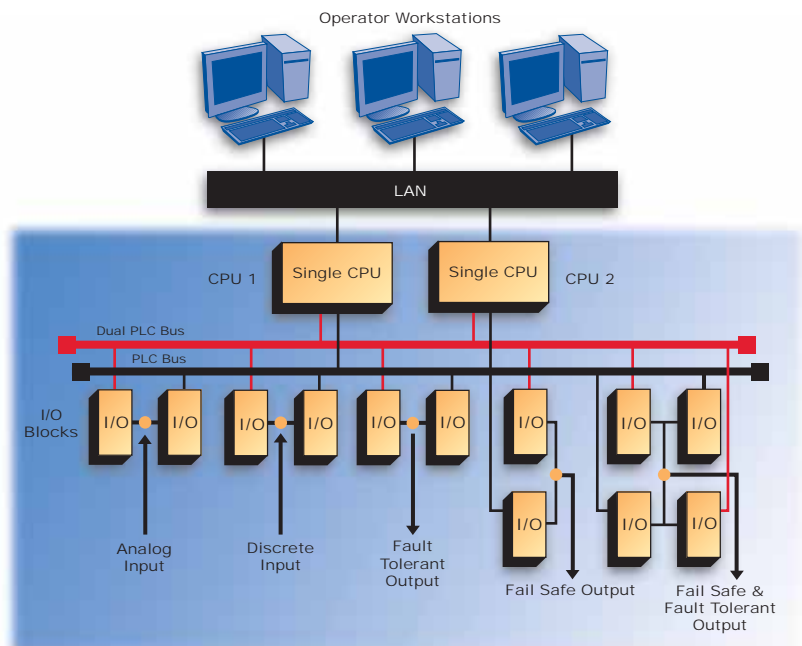 Operator Workstations
LAN
CPU 1
Single CPU
Single CPU
CPU 2
Dual PLC Bus
PLC Bus
I/O
Blocks
I/O
I/O
I/O
I/O
I/O
I/O
I/O
I/O
I/O
I/O
I/O
I/O
Analog
Input
Discrete
Input
Fault
Tolerant
Output
Fail Safe Output
Fail Safe &
Fault Tolerant
Output